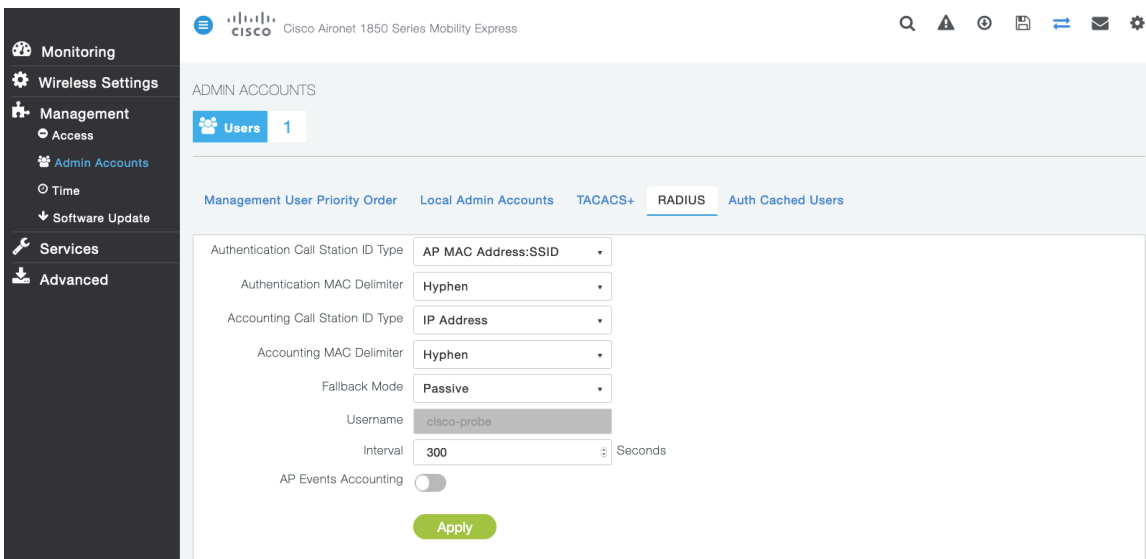 Monitoring
Wireless Settings
Management
Access
Admin Accounts
Time
Software Update
Services
Advanced
CISCO Cisco Aironet 1850 Series Mobility Express
ADMIN ACCOUNTS
Users 1
Management User Priority Order Local Admin Accounts TACACS+ RADIUS Auth Cached Users
Authentication Call Station ID Type AP MAC Address:SSID
Authentication MAC Delimiter Hyphen
Accounting Call Station ID Type IP Address
Accounting MAC Delimiter Hyphen
Fallback Mode Passive
Username cisco-probe
Interval 300 Seconds
AP Events Accounting
Apply